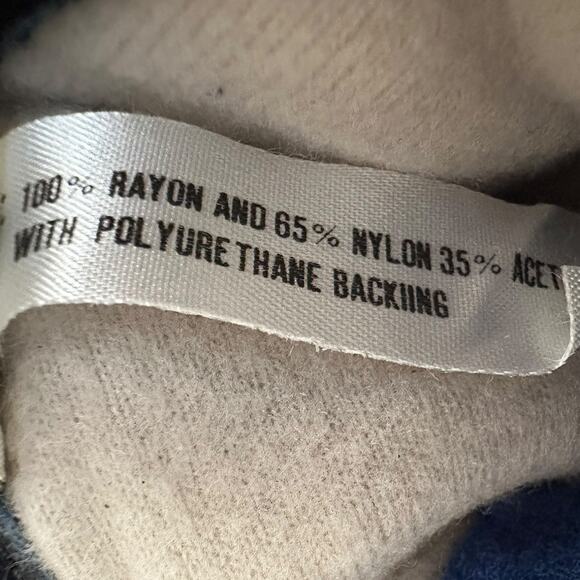 100% RAYON AND 65% NYLON 35% ACET
WITH POLYURETHANE BACKIING